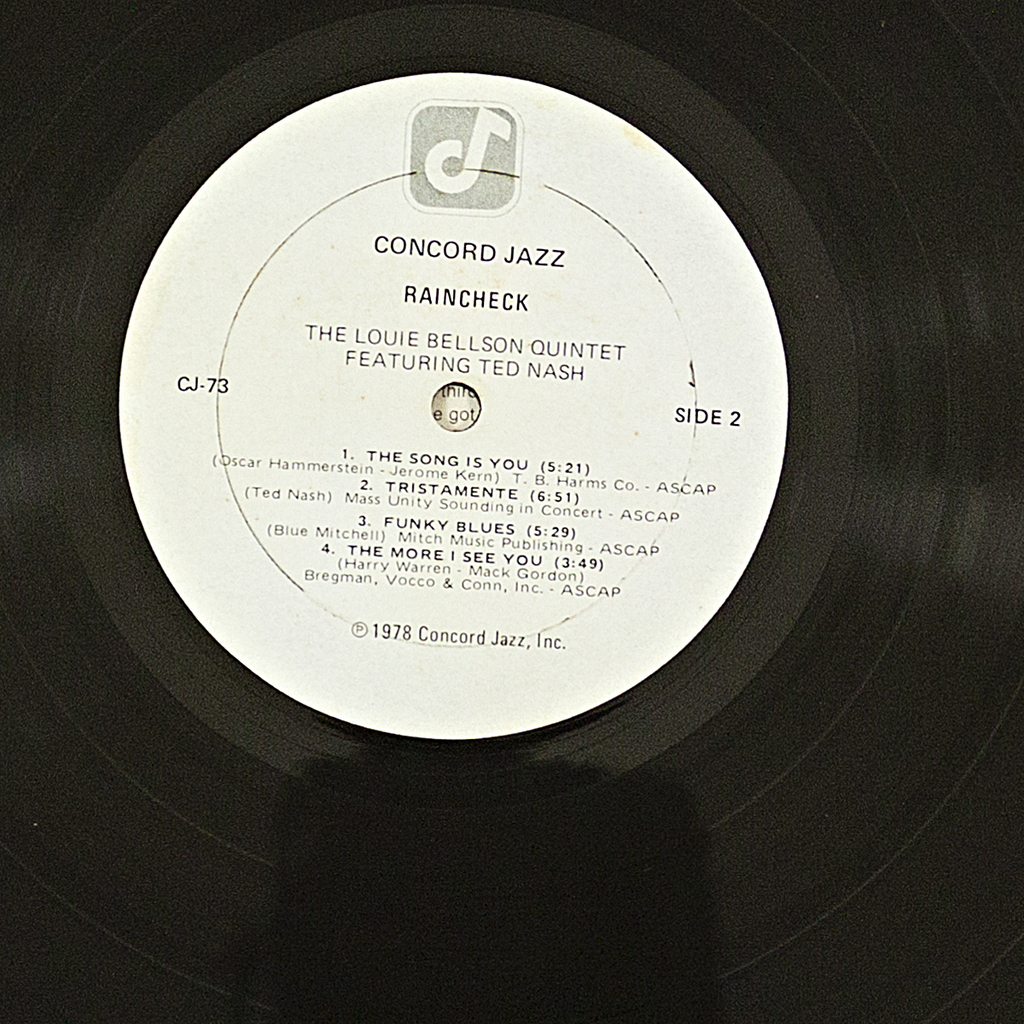 CONCORD JAZZ
RAINCHECK
THE LOUIE BELLSON QUINTET
FEATURING TED NASH
CJ-73
third
e got
SIDE 2
1. THE SONG IS YOU (5:21)
(Oscar Hammerstein - Jerome Kern) T. B. Harms Co. - ASCAP
2. TRISTAMENTE (6:51)
(Ted Nash) Mass Unity Sounding in Concert - ASCAP
3. FUNKY BLUES (5:29)
(Blue Mitchell) Mitch Music Publishing - ASCAP
4. THE MORE I SEE YOU (3:49)
(Harry Warren - Mack Gordon)
Bregman, Vocco & Conn, Inc. - ASCAP
℗ 1978 Concord Jazz, Inc.